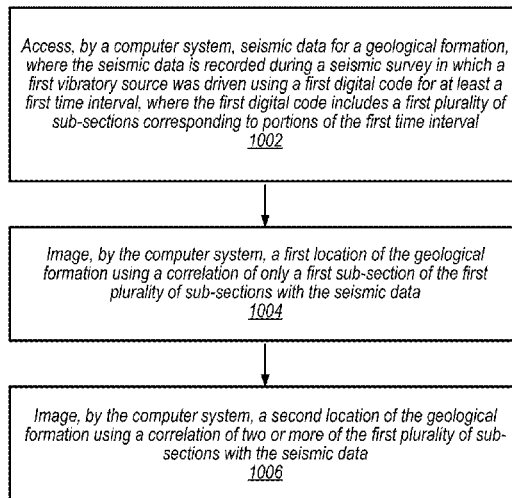 Access, by a computer system, seismic data for a geological formation,
where the seismic data is recorded during a seismic survey in which a
first vibratory source was driven using a first digital code for at least a
first time interval, where the first digital code includes a first plurality of
sub-sections corresponding to portions of the first time interval
1002
Image, by the computer system, a first location of the geological
formation using a correlation of only a first sub-section of the first
plurality of sub-sections with the seismic data
1004
Image, by the computer system, a second location of the geological
formation using a correlation of two or more of the first plurality of sub-
sections with the seismic data
1006